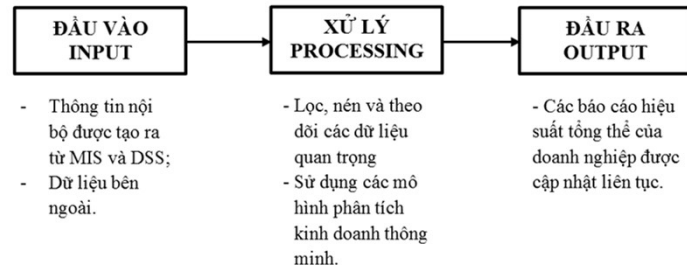 ĐẦU VÀO
INPUT
- Thông tin nội
bộ được tạo ra
từ MIS và DSS;
- Dữ liệu bên
ngoài.
XỬ LÝ
PROCESSING
- Lọc, nén và theo
dõi các dữ liệu
quan trọng
- Sử dụng các mô
hình phân tích
kinh doanh thông
minh.
ĐẦU RA
OUTPUT
- Các báo cáo hiệu
suất tổng thể của
doanh nghiệp được
cập nhật liên tục.